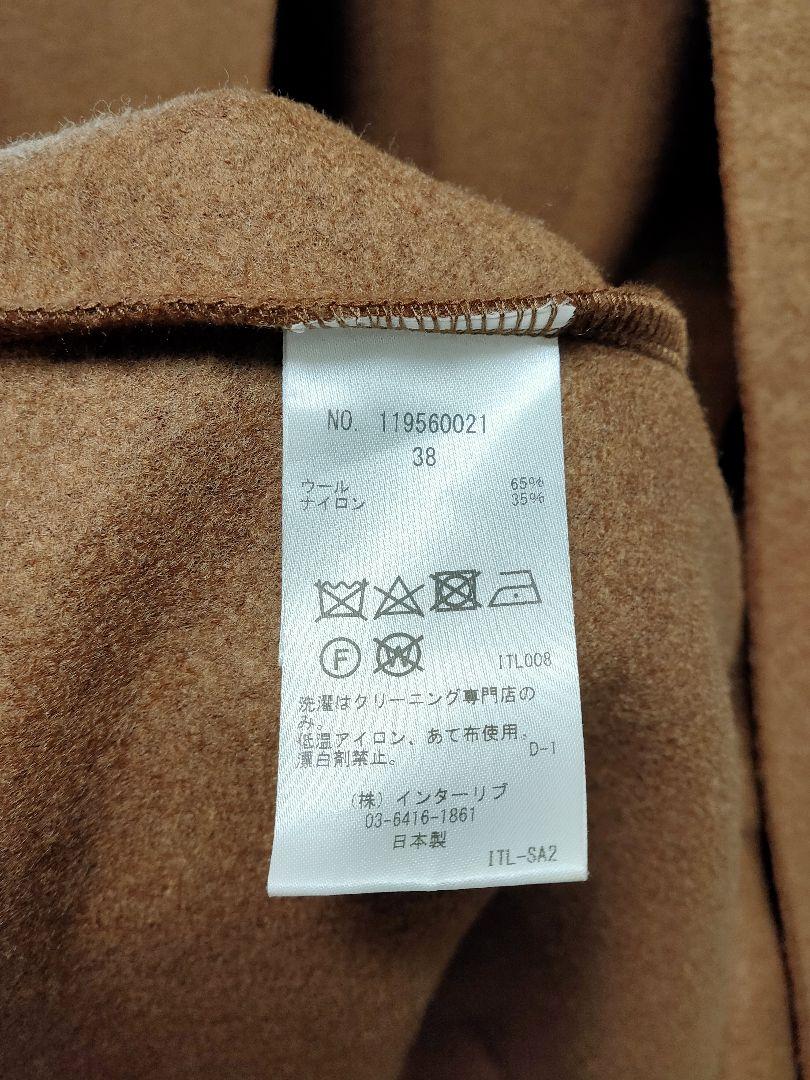 NO. 119560021
38
ウール 65%
ナイロン 35%
F W ITL008
洗濯はクリーニング専門店の
み。
低温アイロン、あて布使用。
漂白剤禁止。 D-1
(株)インターリブ
03-6416-1861
日本製
ITL-SA2